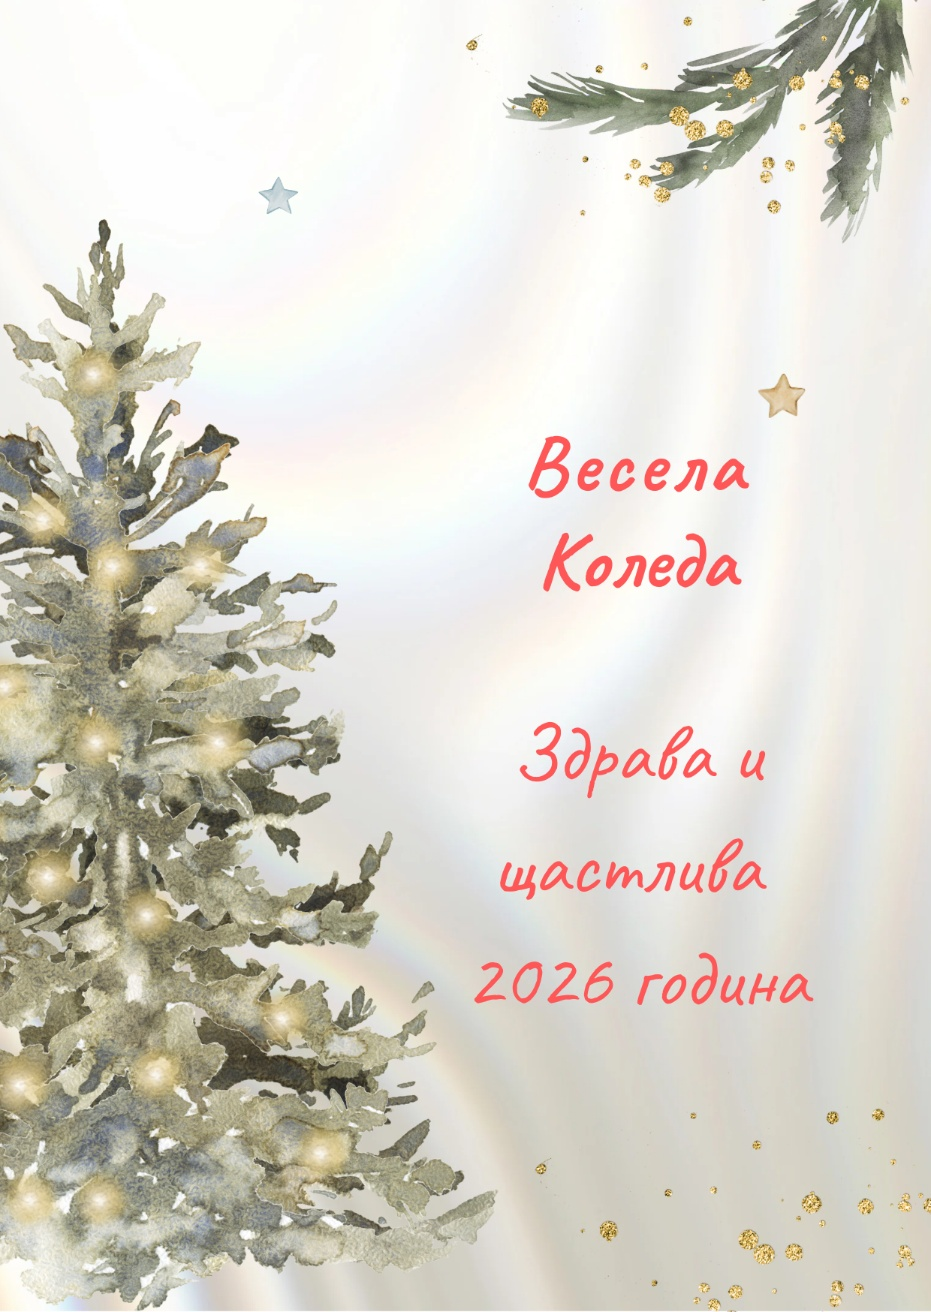 Весела
Коледа
Здрава и
щастлива
2026 година